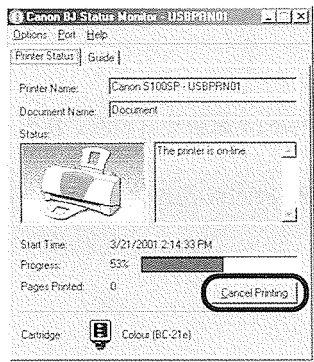 Canon BJ Status Monitor - USBPRN01
Options Port Help
Printer Status Guide
Printer Name: Canon S100SP - USBPRN01
Document Name: Document
Status:
The printer is on-line.
Start Time: 3/21/2001 2:14:33 PM
Progress: 53%
Pages Printed: 0
Cancel Printing
Cartridge Colour (BC-21e)